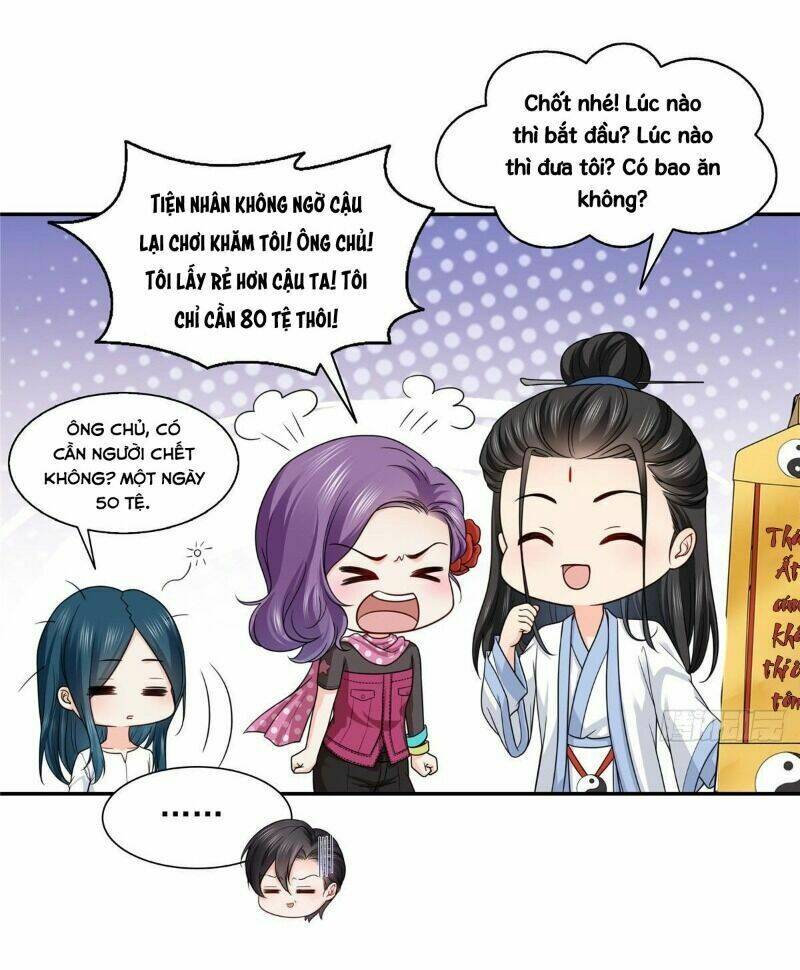 Chốt nhé! Lúc nào
thì bắt đầu? Lúc nào
thì đưa tôi? Có bao ăn
không?
TIỆN NHÂN KHÔNG NGỜ CẬU
LẠI CHƠI KHĂM TÔI! ÔNG CHỦ!
TÔI LẤY RẺ HƠN CẬU TA! TÔI
CHỈ CẦN 80 TỆ THÔI!
ÔNG CHỦ, CÓ
CẦN NGƯỜI CHẾT
KHÔNG? MỘT NGÀY
50 TỆ.
......